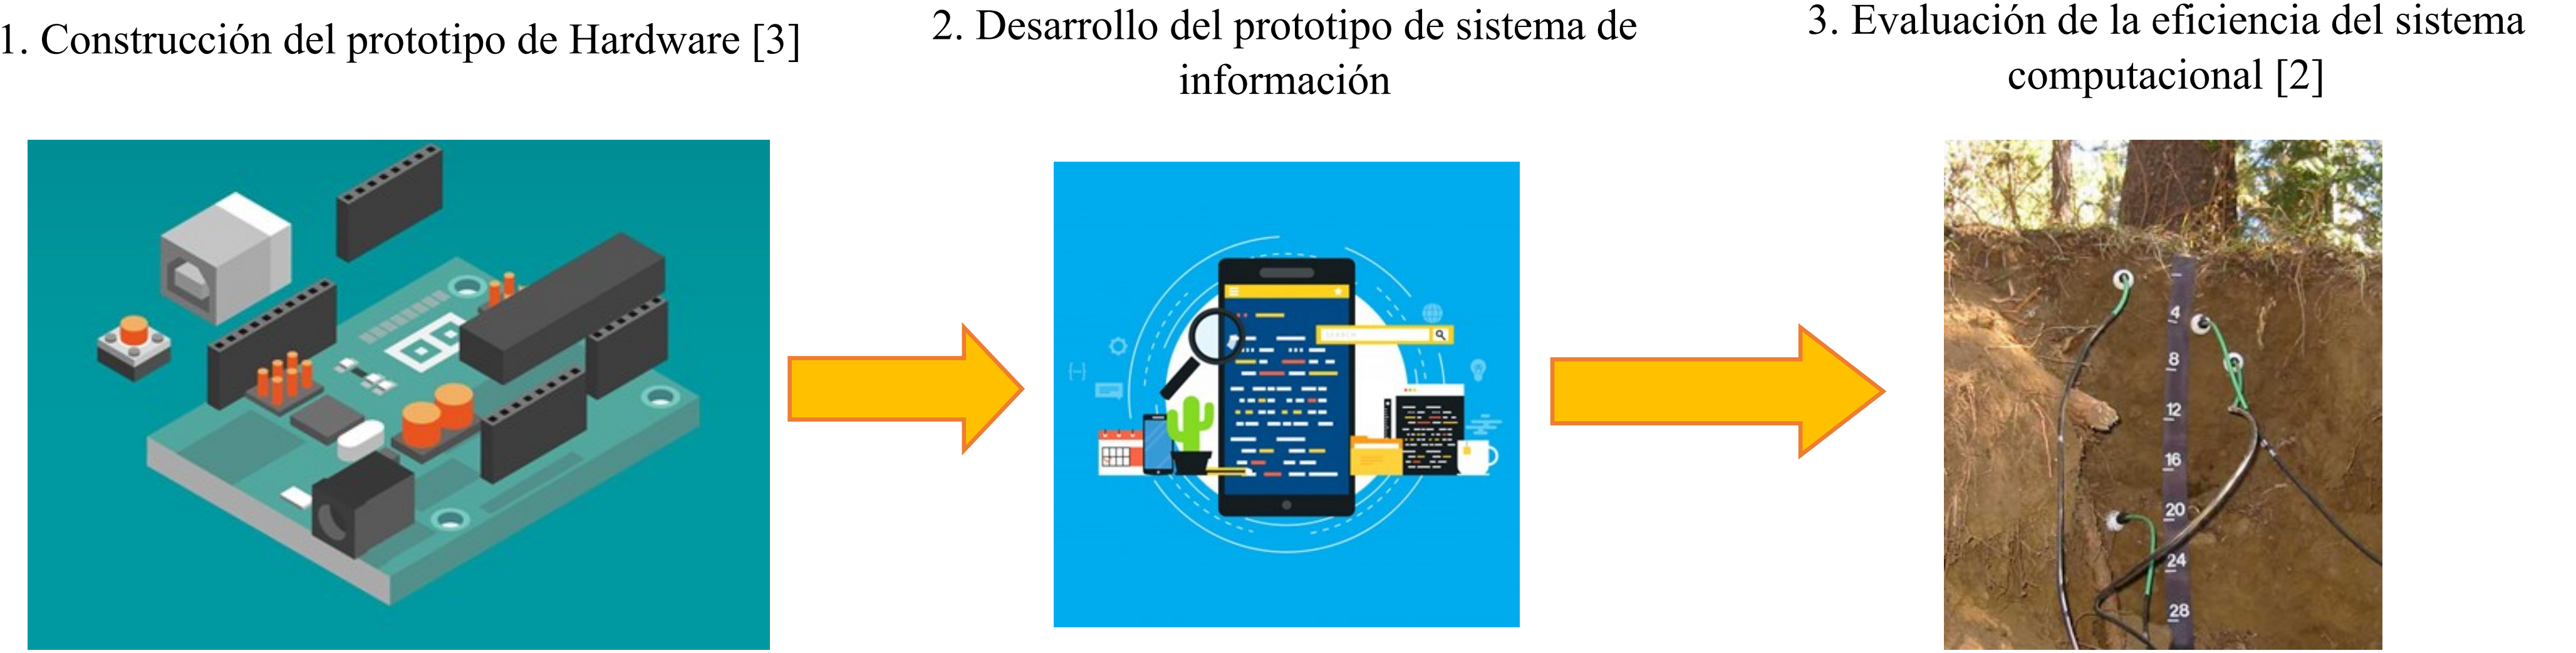 1. Construcción del prototipo de Hardware [3]
2. Desarrollo del prototipo de sistema de
información
3. Evaluación de la eficiencia del sistema
computacional [2]
SEARCH
4
8
12
16
20
24
28